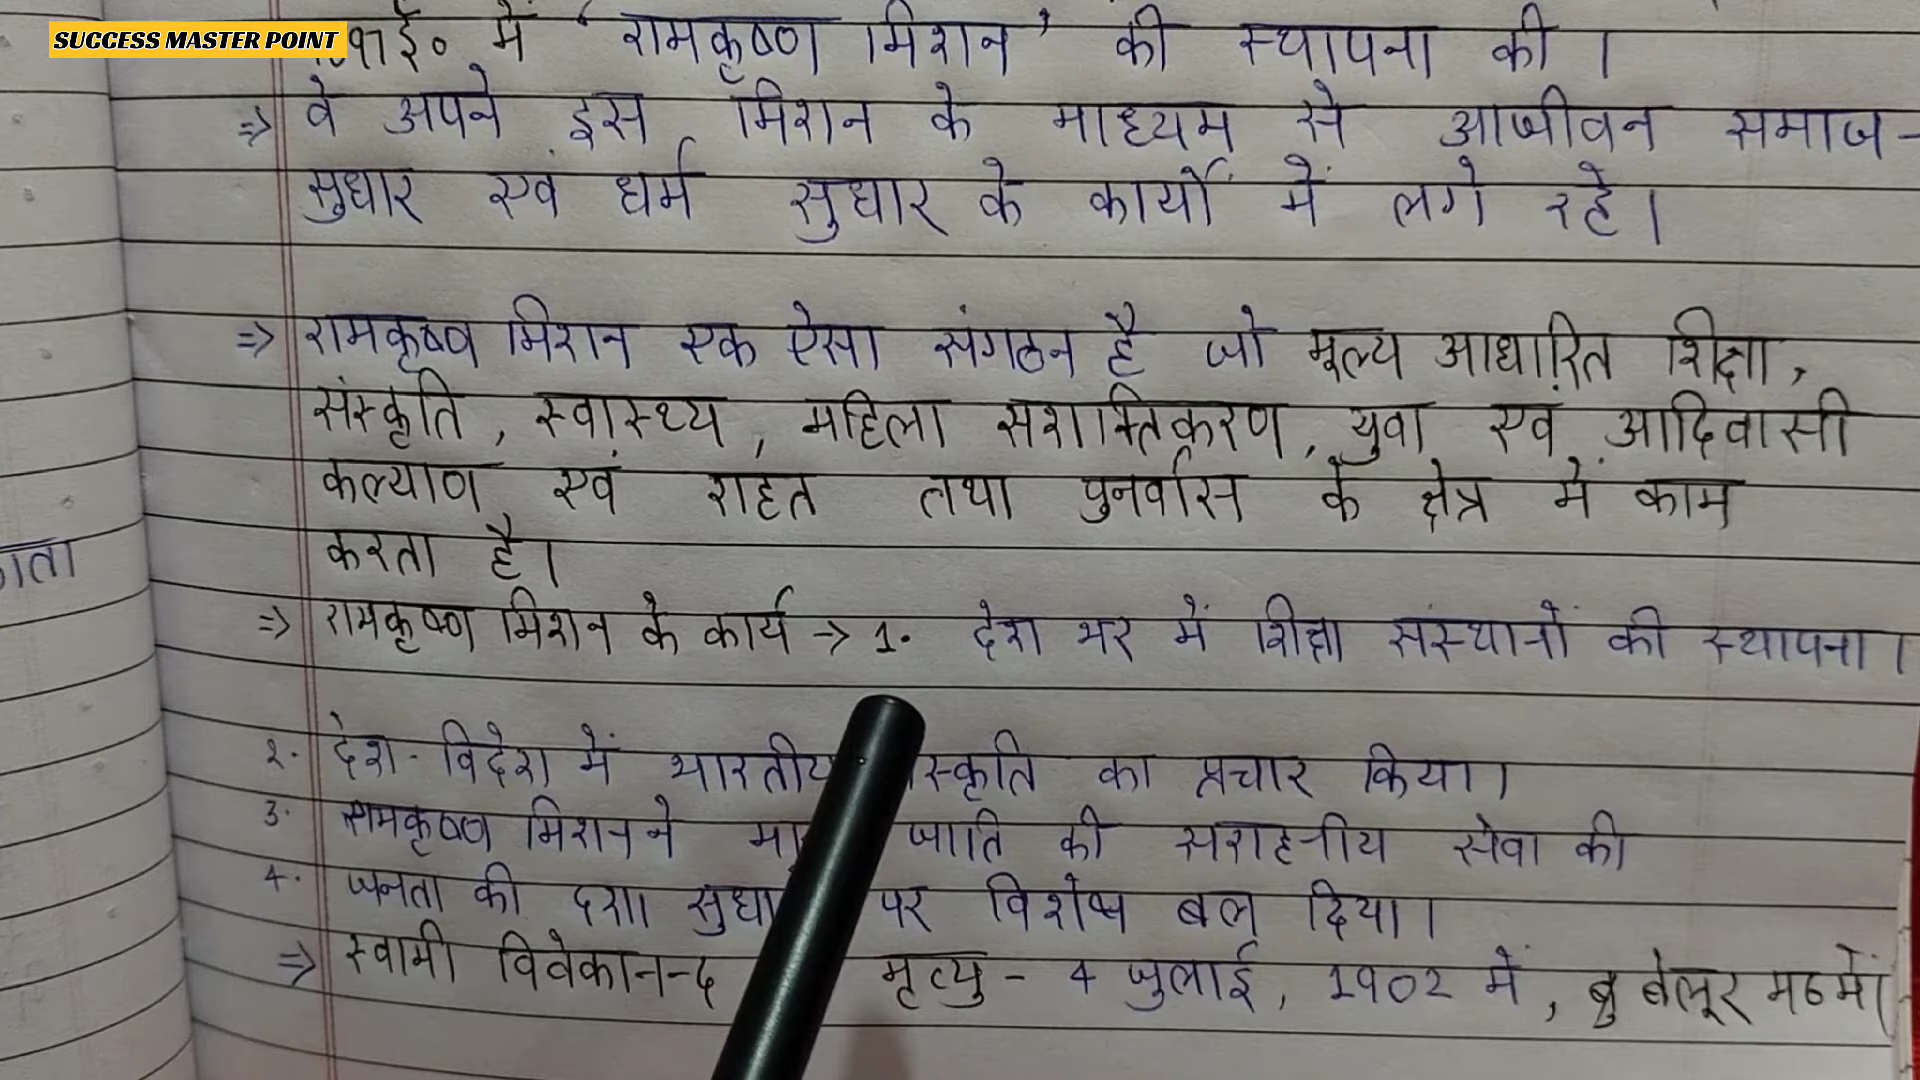 SUCCESS MASTER POINT
ई० में 'रामकृष्ण मिशन' की स्थापना की ।
=> वे अपने इस मिशन के माध्यम से आजीवन समाज-
सुधार एवं धर्म सुधार के कार्यों में लगे रहे ।
=> रामकृष्ण मिशन एक ऐसा संगठन है जो मूल्य आधारित शिक्षा,
संस्कृति, स्वास्थ्य, महिला सशक्तिकरण, युवा एवं आदिवासी
कल्याण एवं राहत तथा पुनर्वास के क्षेत्र में काम
करता है ।
गता
=> रामकृष्ण मिशन के कार्य -> 1. देश भर में शिक्षा संस्थानों की स्थापना ।
२. देश-विदेश में भारतीय स्कृति का प्रचार किया ।
3. रामकृष्ण मिशन ने मा जाति की सराहनीय सेवा की
4. जनता की दशा सुधा पर विशेष बल दिया ।
=> स्वामी विवेकानन्द मृत्यु - 4 जुलाई, 1902 में, बेलूर मठ में ।